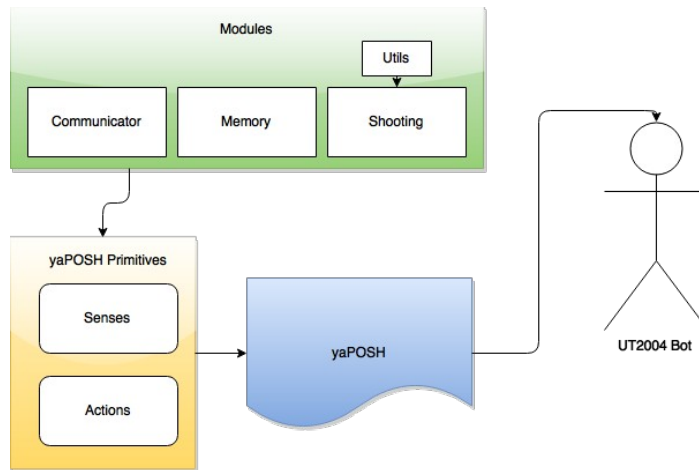 Modules
Utils
Communicator
Memory
Shooting
yaPOSH Primitives
Senses
yaPOSH
UT2004 Bot
Actions